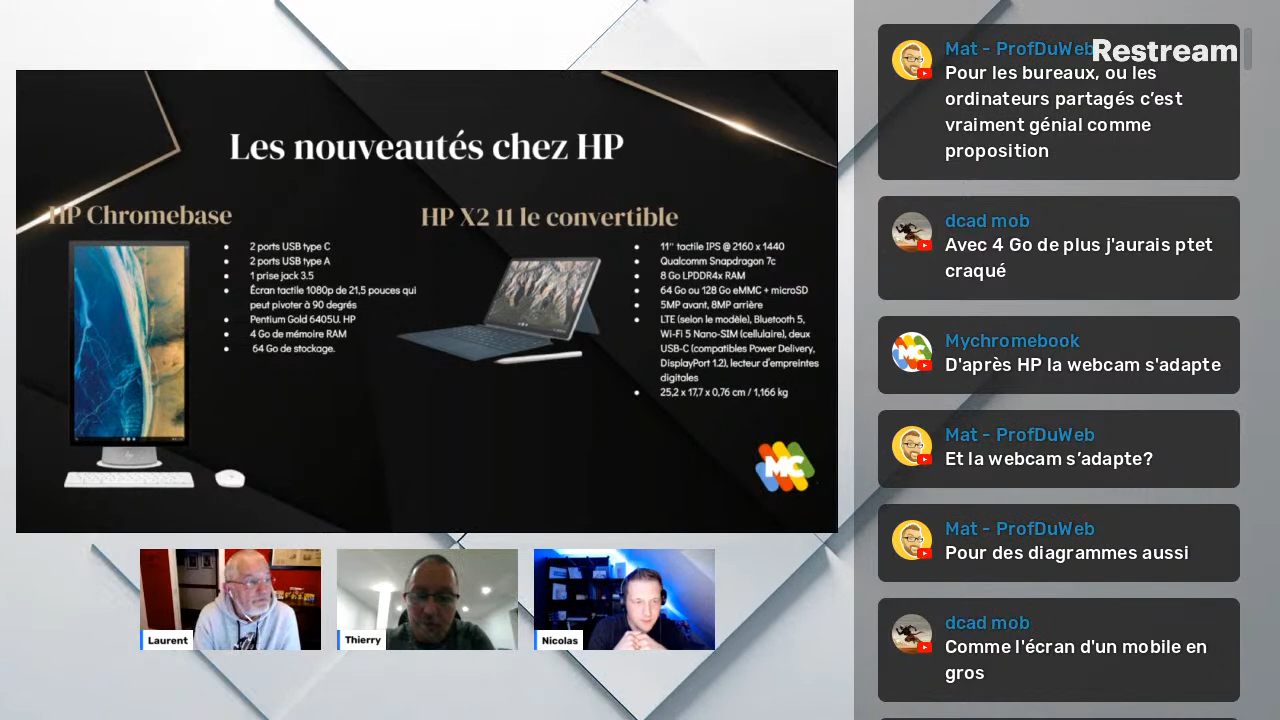 Les nouveautés chez HP
HP Chromebase
2 ports USB type C
2 ports USB type A
1 prise jack 3.5
Écran tactile 1080p de 21,5 pouces qui
peut pivoter à 90 degrés
Pentium Gold 6405U. HP
4 Go de mémoire RAM
64 Go de stockage.
HP X2 11 le convertible
11" tactile IPS @ 2160 x 1440
Qualcomm Snapdragon 7c
8 Go LPDDR4x RAM
64 Go ou 128 Go eMMC + microSD
5MP avant, 8MP arrière
LTE (selon le modèle), Bluetooth 5,
Wi-Fi 5 Nano-SIM (cellulaire), deux
USB-C (compatibles Power Delivery,
DisplayPort 1.2), lecteur d'empreintes
digitales
25,2 x 17,7 x 0,76 cm / 1,166 kg
MC
Laurent
Thierry
Nicolas
Restream
Mat - ProfDuWeb
Pour les bureaux, ou les
ordinateurs partagés c’est
vraiment génial comme
proposition
dcad mob
Avec 4 Go de plus j'aurais ptet
craqué
MC
Mychromebook
D'après HP la webcam s'adapte
Mat - ProfDuWeb
Et la webcam s’adapte?
Mat - ProfDuWeb
Pour des diagrammes aussi
dcad mob
Comme l'écran d'un mobile en
gros